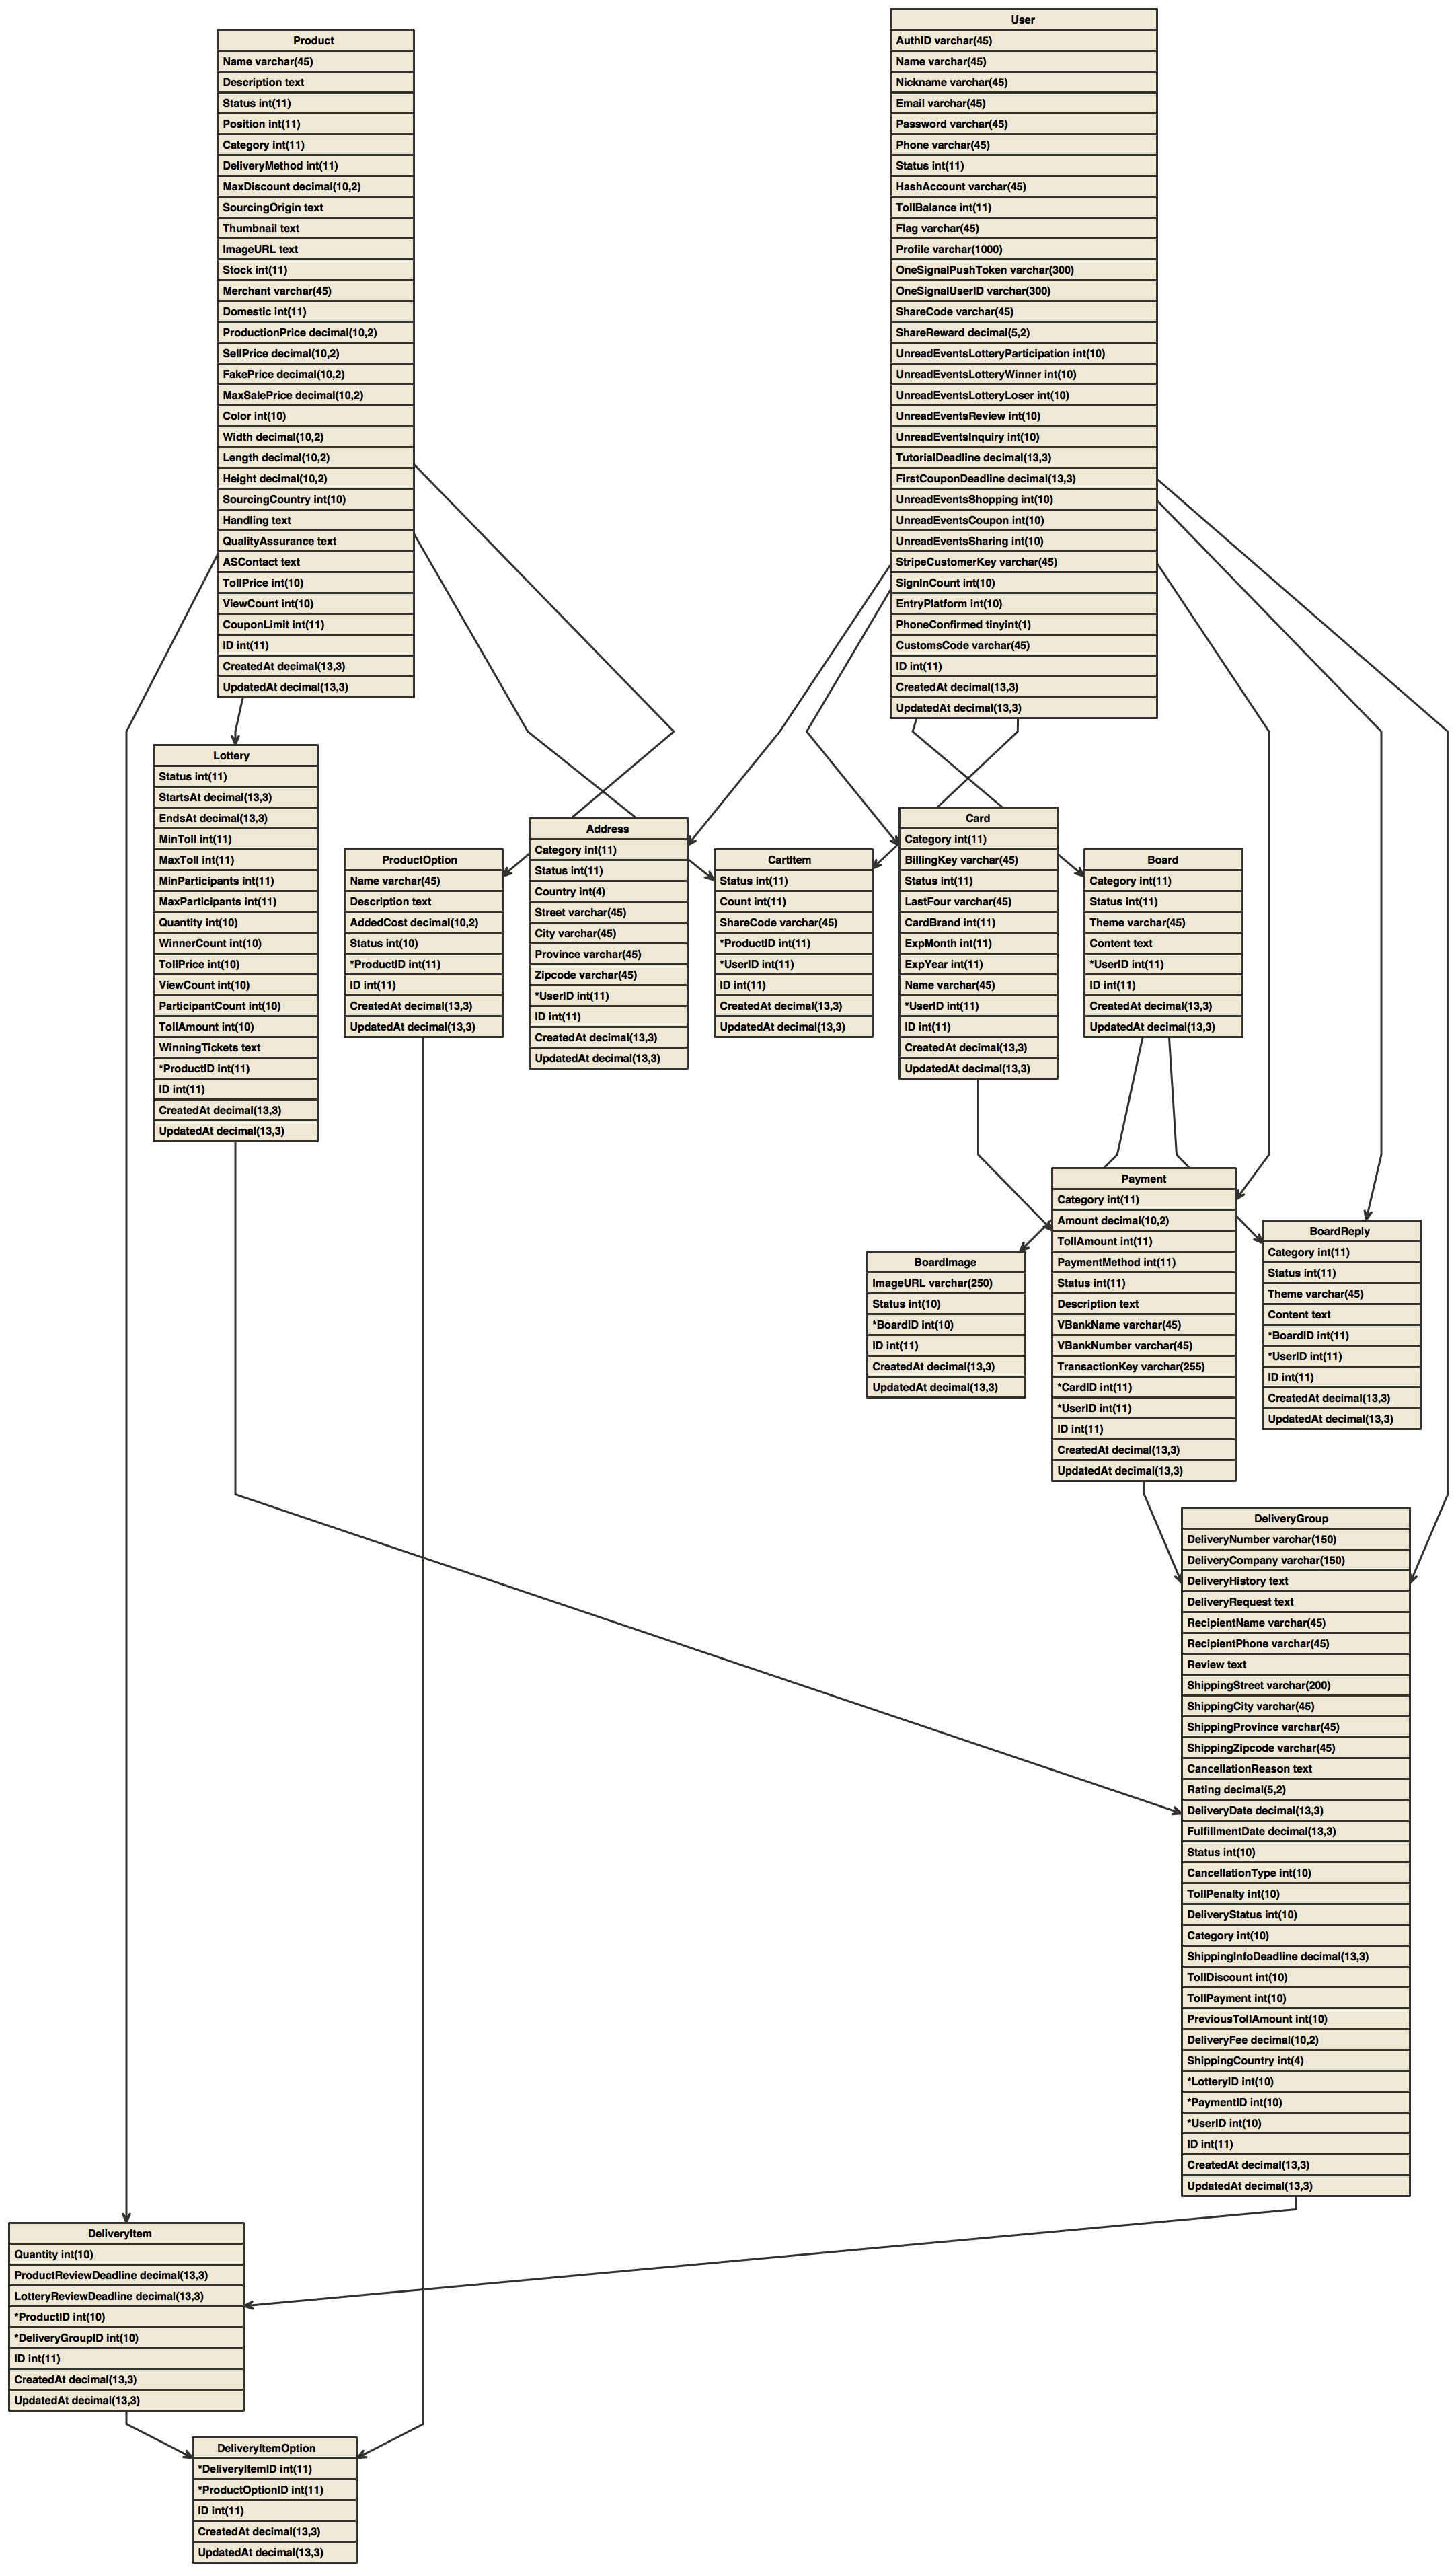 Product
Name varchar(45)
Description text
Status int(11)
Position int(11)
Category int(11)
DeliveryMethod int(11)
MaxDiscount decimal(10,2)
SourcingOrigin text
Thumbnail text
ImageURL text
Stock int(11)
Merchant varchar(45)
Domestic int(11)
ProductionPrice decimal(10,2)
SellPrice decimal(10,2)
FakePrice decimal(10,2)
MaxSalePrice decimal(10,2)
Color int(10)
Width decimal(10,2)
Length decimal(10,2)
Height decimal(10,2)
SourcingCountry int(10)
Handling text
QualityAssurance text
ASContact text
TollPrice int(10)
ViewCount int(10)
CouponLimit int(11)
ID int(11)
CreatedAt decimal(13,3)
UpdatedAt decimal(13,3)
User
AuthID varchar(45)
Name varchar(45)
Nickname varchar(45)
Email varchar(45)
Password varchar(45)
Phone varchar(45)
Status int(11)
HashAccount varchar(45)
TollBalance int(11)
Flag varchar(45)
Profile varchar(1000)
OneSignalPushToken varchar(300)
OneSignalUserID varchar(300)
ShareCode varchar(45)
ShareReward decimal(5,2)
UnreadEventsLotteryParticipation int(10)
UnreadEventsLotteryWinner int(10)
UnreadEventsLotteryLoser int(10)
UnreadEventsReview int(10)
UnreadEventsInquiry int(10)
TutorialDeadline decimal(13,3)
FirstCouponDeadline decimal(13,3)
UnreadEventsShopping int(10)
UnreadEventsCoupon int(10)
UnreadEventsSharing int(10)
StripeCustomerKey varchar(45)
SignInCount int(10)
EntryPlatform int(10)
PhoneConfirmed tinyint(1)
CustomsCode varchar(45)
ID int(11)
CreatedAt decimal(13,3)
UpdatedAt decimal(13,3)
Lottery
Status int(11)
StartsAt decimal(13,3)
EndsAt decimal(13,3)
MinToll int(11)
MaxToll int(11)
MinParticipants int(11)
MaxParticipants int(11)
Quantity int(10)
WinnerCount int(10)
TollPrice int(10)
ViewCount int(10)
ParticipantCount int(10)
TollAmount int(10)
WinningTickets text
*ProductID int(11)
ID int(11)
CreatedAt decimal(13,3)
UpdatedAt decimal(13,3)
ProductOption
Name varchar(45)
Description text
AddedCost decimal(10,2)
Status int(10)
*ProductID int(11)
ID int(11)
CreatedAt decimal(13,3)
UpdatedAt decimal(13,3)
Address
Category int(11)
Status int(11)
Country int(4)
Street varchar(45)
City varchar(45)
Province varchar(45)
Zipcode varchar(45)
*UserID int(11)
ID int(11)
CreatedAt decimal(13,3)
UpdatedAt decimal(13,3)
CartItem
Status int(11)
Count int(11)
ShareCode varchar(45)
*ProductID int(11)
*UserID int(11)
ID int(11)
CreatedAt decimal(13,3)
UpdatedAt decimal(13,3)
Card
Category int(11)
BillingKey varchar(45)
Status int(11)
LastFour varchar(45)
CardBrand int(11)
ExpMonth int(11)
ExpYear int(11)
Name varchar(45)
*UserID int(11)
ID int(11)
CreatedAt decimal(13,3)
UpdatedAt decimal(13,3)
Board
Category int(11)
Status int(11)
Theme varchar(45)
Content text
*UserID int(11)
ID int(11)
CreatedAt decimal(13,3)
UpdatedAt decimal(13,3)
BoardImage
ImageURL varchar(250)
Status int(10)
*BoardID int(10)
ID int(11)
CreatedAt decimal(13,3)
UpdatedAt decimal(13,3)
Payment
Category int(11)
Amount decimal(10,2)
TollAmount int(11)
PaymentMethod int(11)
Status int(11)
Description text
VBankName varchar(45)
VBankNumber varchar(45)
TransactionKey varchar(255)
*CardID int(11)
*UserID int(11)
ID int(11)
CreatedAt decimal(13,3)
UpdatedAt decimal(13,3)
BoardReply
Category int(11)
Status int(11)
Theme varchar(45)
Content text
*BoardID int(11)
*UserID int(11)
ID int(11)
CreatedAt decimal(13,3)
UpdatedAt decimal(13,3)
DeliveryGroup
DeliveryNumber varchar(150)
DeliveryCompany varchar(150)
DeliveryHistory text
DeliveryRequest text
RecipientName varchar(45)
RecipientPhone varchar(45)
Review text
ShippingStreet varchar(200)
ShippingCity varchar(45)
ShippingProvince varchar(45)
ShippingZipcode varchar(45)
CancellationReason text
Rating decimal(5,2)
DeliveryDate decimal(13,3)
FulfillmentDate decimal(13,3)
Status int(10)
CancellationType int(10)
TollPenalty int(10)
DeliveryStatus int(10)
Category int(10)
ShippingInfoDeadline decimal(13,3)
TollDiscount int(10)
TollPayment int(10)
PreviousTollAmount int(10)
DeliveryFee decimal(10,2)
ShippingCountry int(4)
*LotteryID int(10)
*PaymentID int(10)
*UserID int(10)
ID int(11)
CreatedAt decimal(13,3)
UpdatedAt decimal(13,3)
DeliveryItem
Quantity int(10)
ProductReviewDeadline decimal(13,3)
LotteryReviewDeadline decimal(13,3)
*ProductID int(10)
*DeliveryGroupID int(10)
ID int(11)
CreatedAt decimal(13,3)
UpdatedAt decimal(13,3)
DeliveryItemOption
*DeliveryItemID int(11)
*ProductOptionID int(11)
ID int(11)
CreatedAt decimal(13,3)
UpdatedAt decimal(13,3)